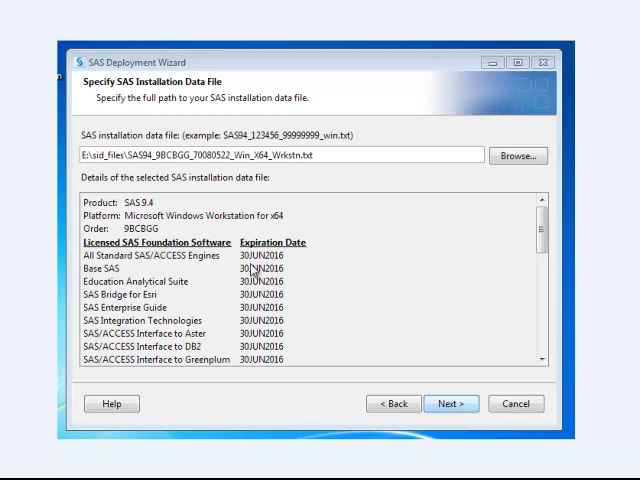 SAS Deployment Wizard
Specify SAS Installation Data File
Specify the full path to your SAS installation data file.
SAS installation data file: (example: SAS94_123456_99999999_win.txt)
E:\sid_files\SAS94_9BCBGG_70080522_Win_X64_Wrkstn.txt
Browse...
Details of the selected SAS installation data file:
Product: SAS 9.4
Platform: Microsoft Windows Workstation for x64
Order: 9BCBGG
Licensed SAS Foundation Software Expiration Date
All Standard SAS/ACCESS Engines 30JUN2016
Base SAS 30JUN2016
Education Analytical Suite 30JUN2016
SAS Bridge for Esri 30JUN2016
SAS Enterprise Guide 30JUN2016
SAS Integration Technologies 30JUN2016
SAS/ACCESS Interface to Aster 30JUN2016
SAS/ACCESS Interface to DB2 30JUN2016
SAS/ACCESS Interface to Greenplum 30JUN2016
Help < Back Next > Cancel